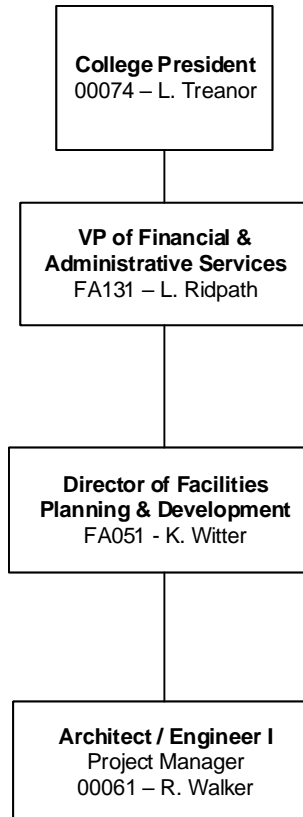 College President
00074 – L. Treanor
VP of Financial &
Administrative Services
FA131 – L. Ridpath
Director of Facilities
Planning & Development
FA051 - K. Witter
Architect / Engineer I
Project Manager
00061 – R. Walker